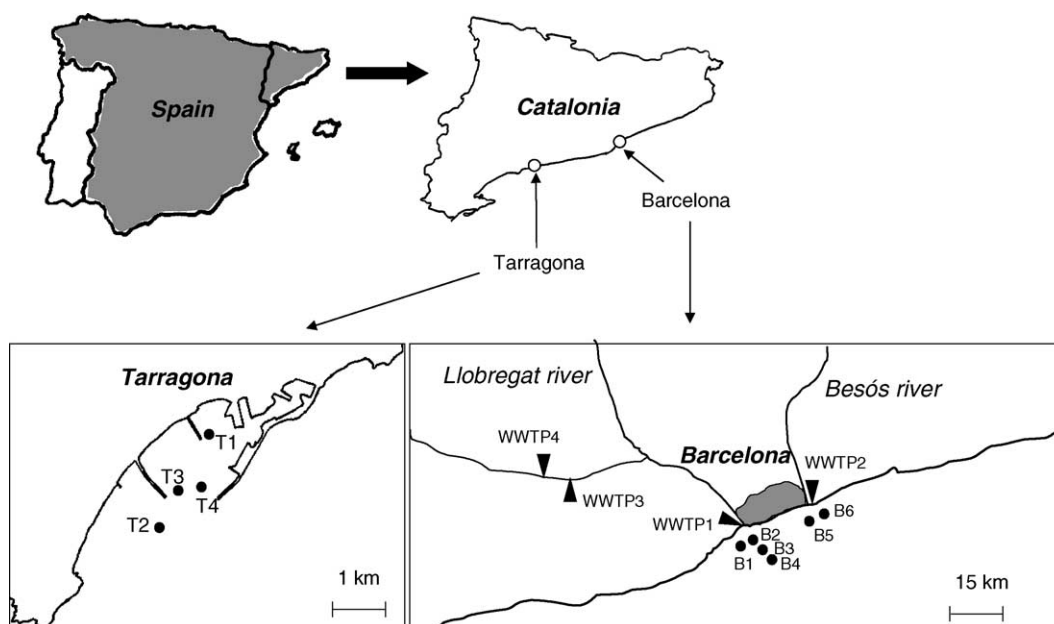 Spain
Catalonia
Barcelona
Tarragona
Tarragona
T1
T3
T4
T2
1 km
Llobregat river
Besós river
WWTP4
Barcelona
WWTP2
WWTP3
WWTP1
B6
B5
B2
B3
B1
B4
15 km